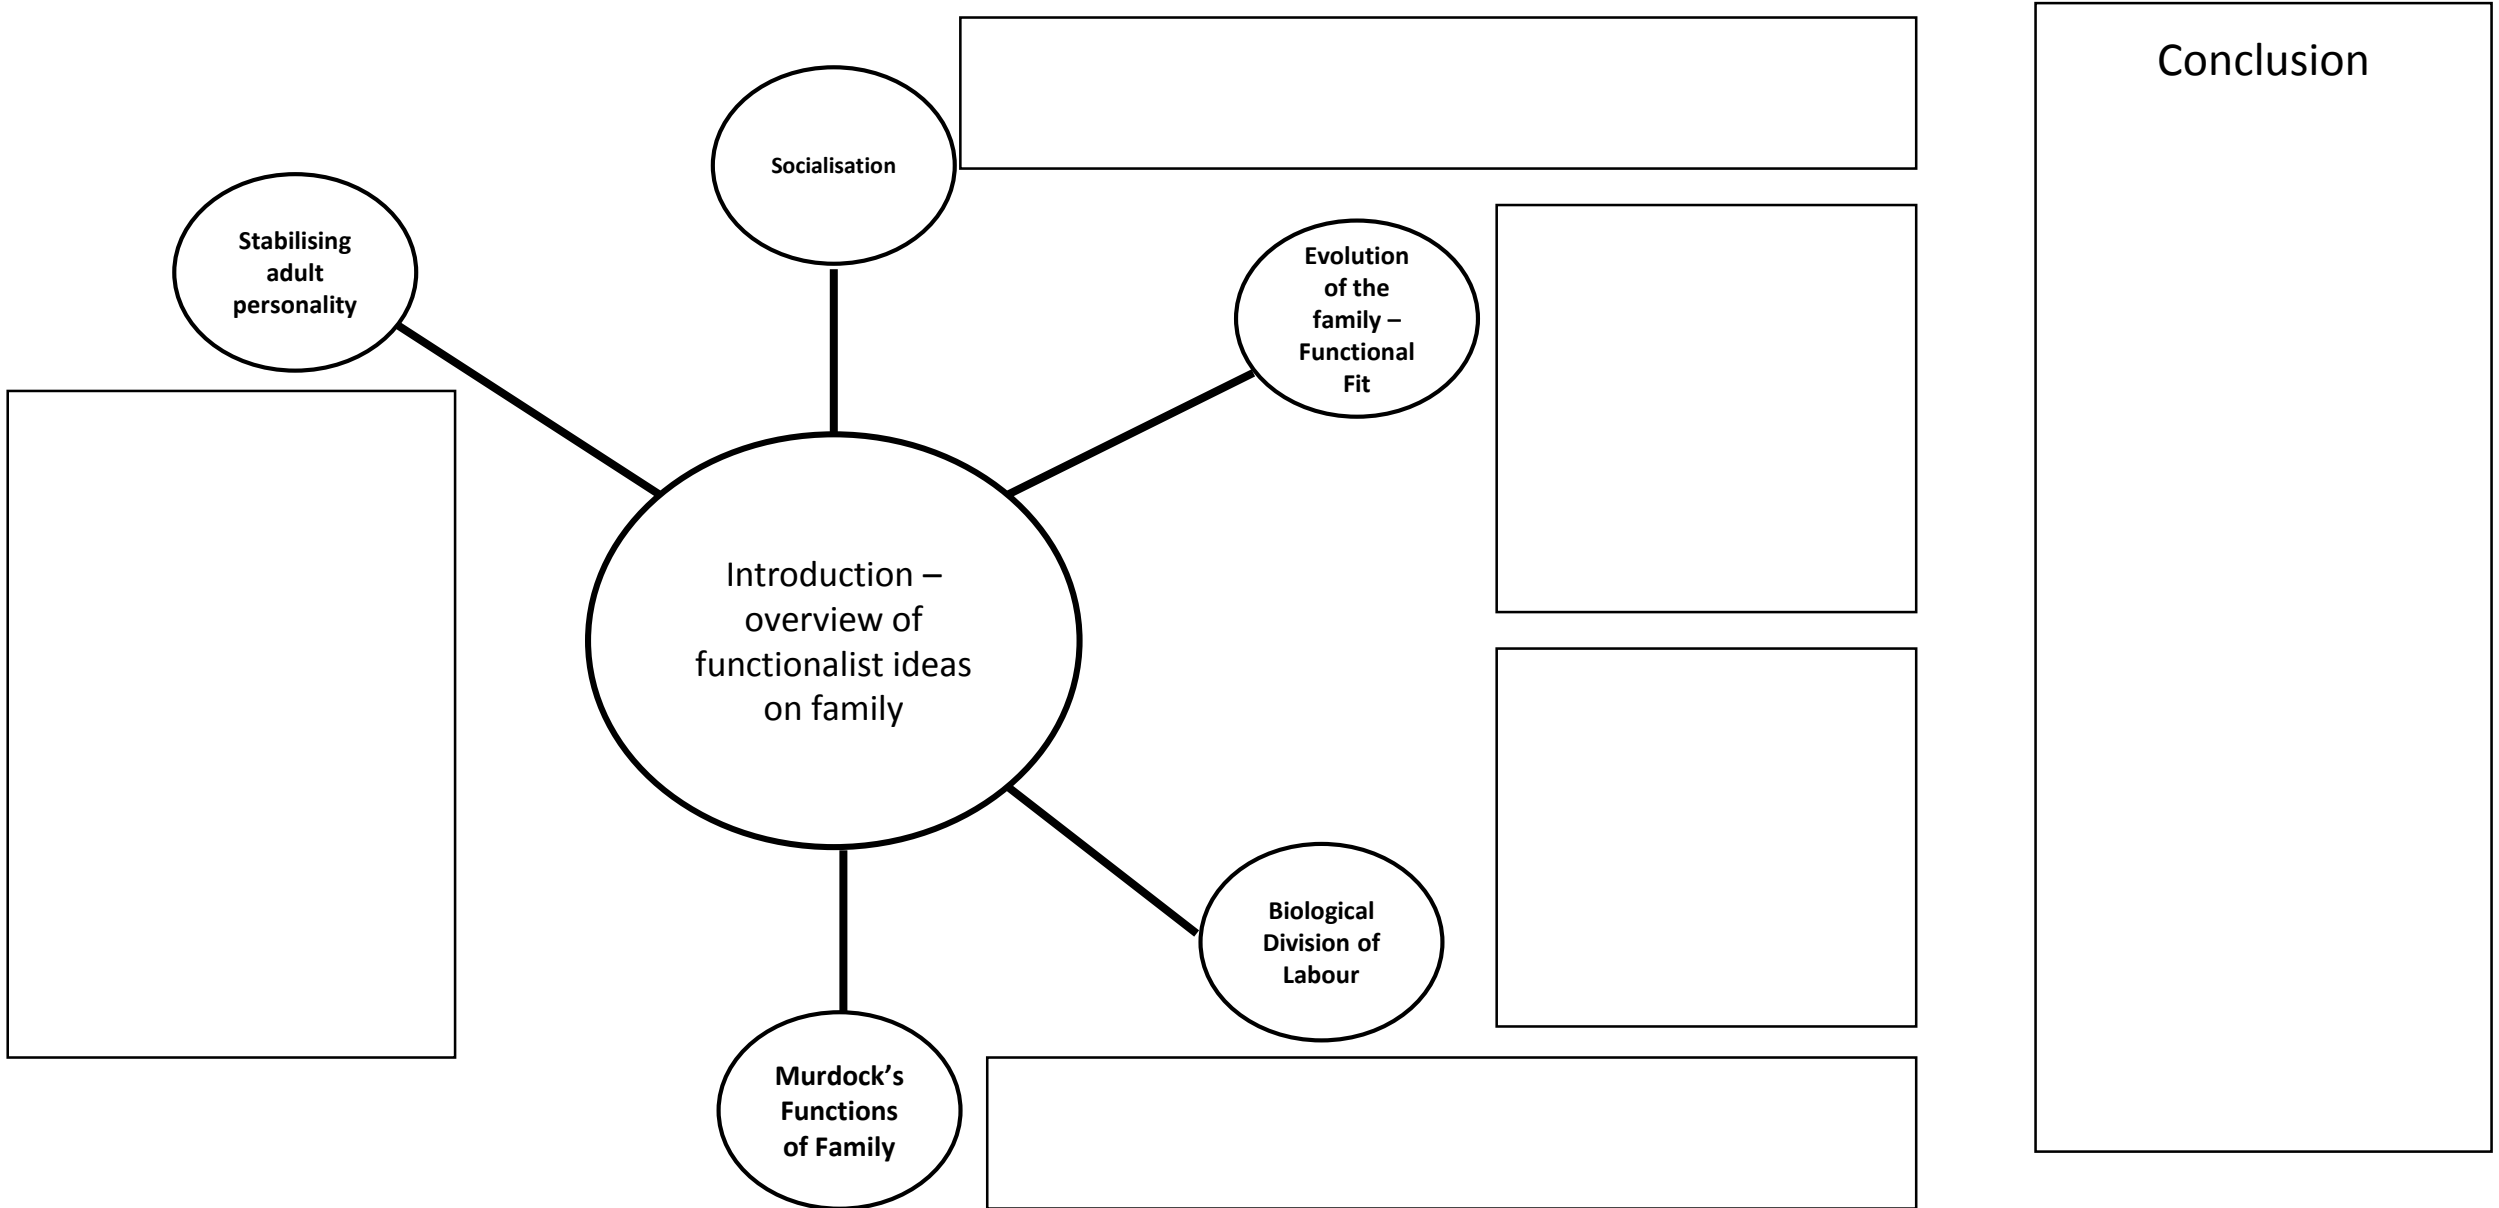 Conclusion
Socialisation
Stabilising
adult
personality
Evolution
of the
family –
Functional
Fit
Introduction –
overview of
functionalist ideas
on family
Biological
Division of
Labour
Murdock’s
Functions
of Family